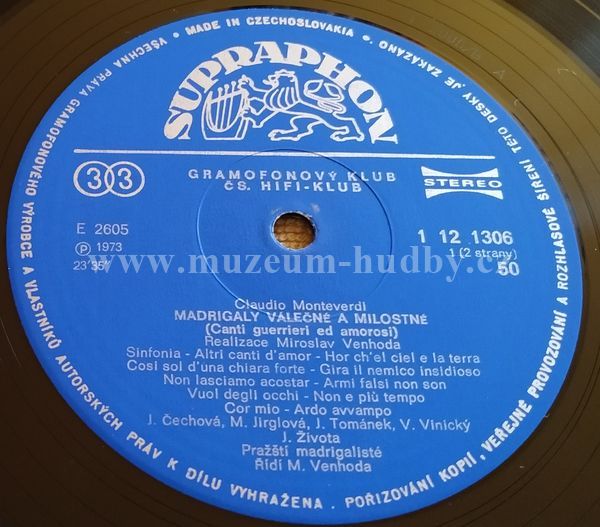 VŠECHNA PRÁVA GRAMOFONOVÉHO VÝROBCE A VLASTNÍKŮ AUTORSKÝCH PRÁV K DÍLU VYHRAŽENA. POŘIZOVÁNÍ KOPIÍ, VEŘEJNÉ PROVOZOVÁNÍ A ROZHLASOVÉ ŠÍŘENÍ TÉTO DESKY JE ZAKÁZÁNO. • MADE IN CZECHOSLOVAKIA •
SUPRAPHON
GRAMOFONOVÝ KLUB
ČS. HIFI-KLUB
33
STEREO
E 2605
℗ 1973
23'35"
1 12 1306
1 (2 strany)
50
www.muzeum-hudby.cz
Claudio Monteverdi
MADRIGALY VÁLEČNÉ A MILOSTNÉ
(Canti guerrieri ed amorosi)
Realizace Miroslav Venhoda
Sinfonia - Altri canti d'amor - Hor ch'el ciel e la terra
Cosi sol d'una chiara forte - Gira il nemico insidioso
Non lasciamo acostar - Armi falsi non son
Vuol degli occhi - Non e più tempo
Cor mio - Ardo avvampo
J. Čechová, M. Jirglová, J. Tománek, V. Vinický
J. Života
Pražští madrigalisté
Řídí M. Venhoda